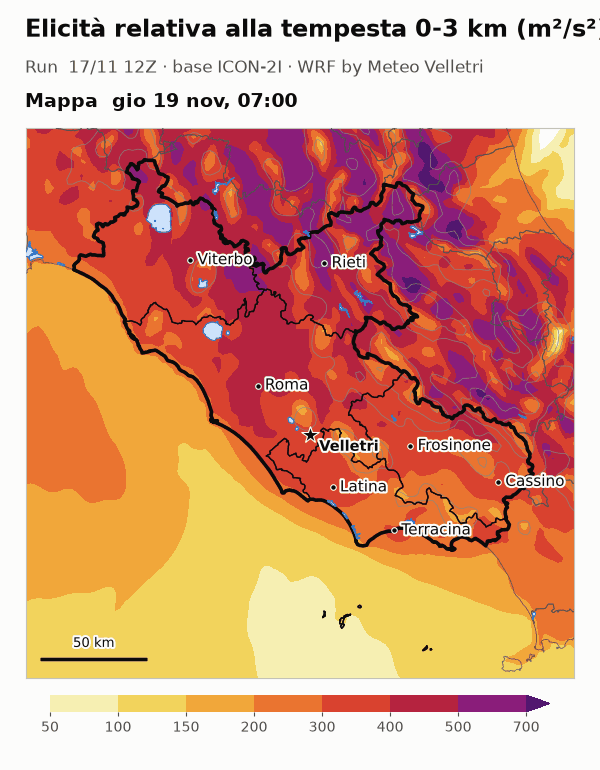 Elicità relativa alla tempesta 0-3 km (m²/s²)
Run 17/11 12Z · base ICON-2I · WRF by Meteo Velletri
Mappa gio 19 nov, 07:00
Viterbo
Rieti
Roma
Velletri
Frosinone
Cassino
Latina
Terracina
50 km
50 100 150 200 300 400 500 700